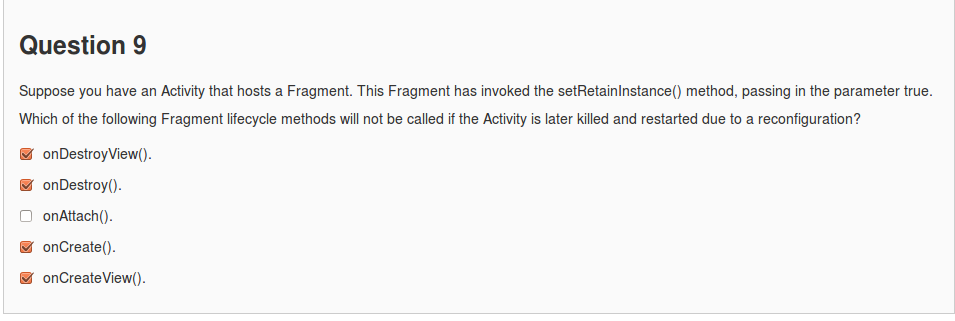 Question 9
Suppose you have an Activity that hosts a Fragment. This Fragment has invoked the setRetainInstance() method, passing in the parameter true.
Which of the following Fragment lifecycle methods will not be called if the Activity is later killed and restarted due to a reconfiguration?
onDestroyView().
onDestroy().
onAttach().
onCreate().
onCreateView().